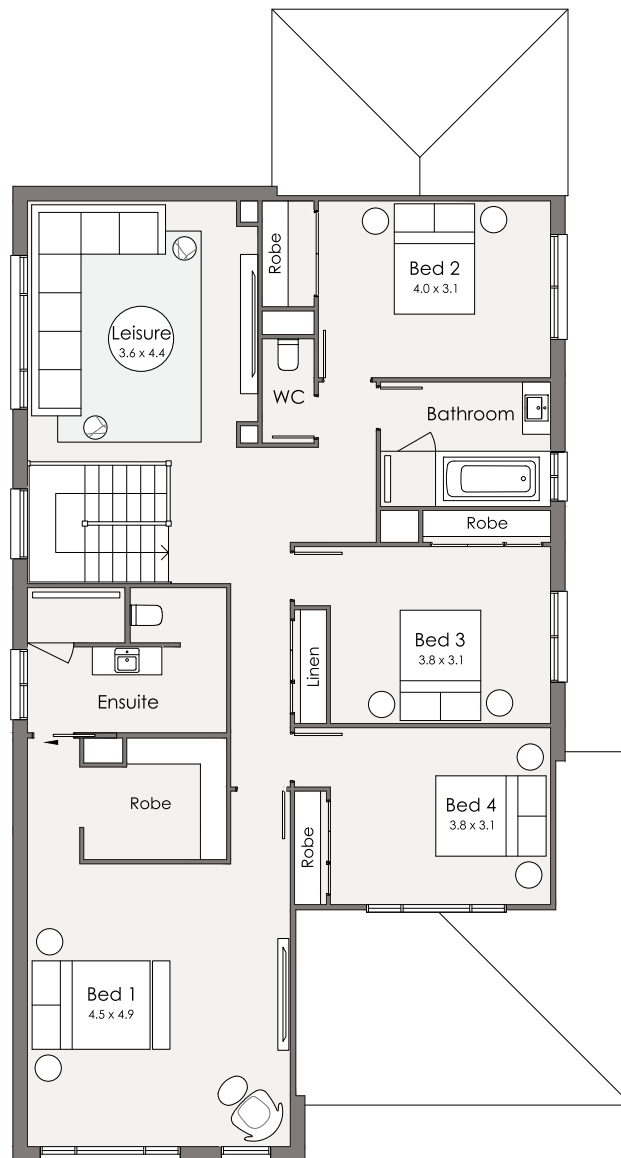 Robe
Bed 2
4.0 x 3.1
Leisure
3.6 x 4.4
WC
Bathroom
Robe
Bed 3
3.8 x 3.1
Linen
Ensuite
Robe
Bed 4
3.8 x 3.1
Robe
Bed 1
4.5 x 4.9